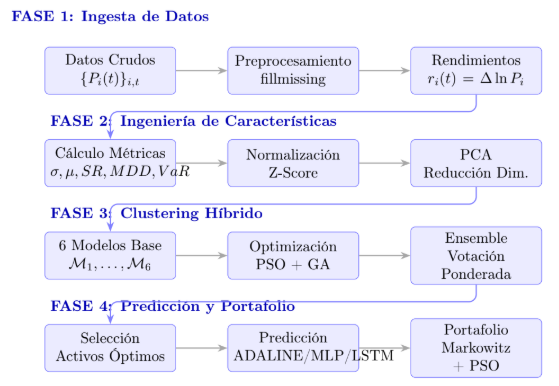 FASE 1: Ingesta de Datos
Datos Crudos
{P_i(t)}_{i,t}
Preprocesamiento
fillmissing
Rendimientos
r_i(t) = Δ ln P_i
FASE 2: Ingeniería de Características
Cálculo Métricas
σ, μ, SR, MDD, VaR
Normalización
Z-Score
PCA
Reducción Dim.
FASE 3: Clustering Híbrido
6 Modelos Base
ℳ_1, . . . , ℳ_6
Optimización
PSO + GA
Ensemble
Votación
Ponderada
FASE 4: Predicción y Portafolio
Selección
Activos Óptimos
Predicción
ADALINE/MLP/LSTM
Portafolio
Markowitz
+ PSO